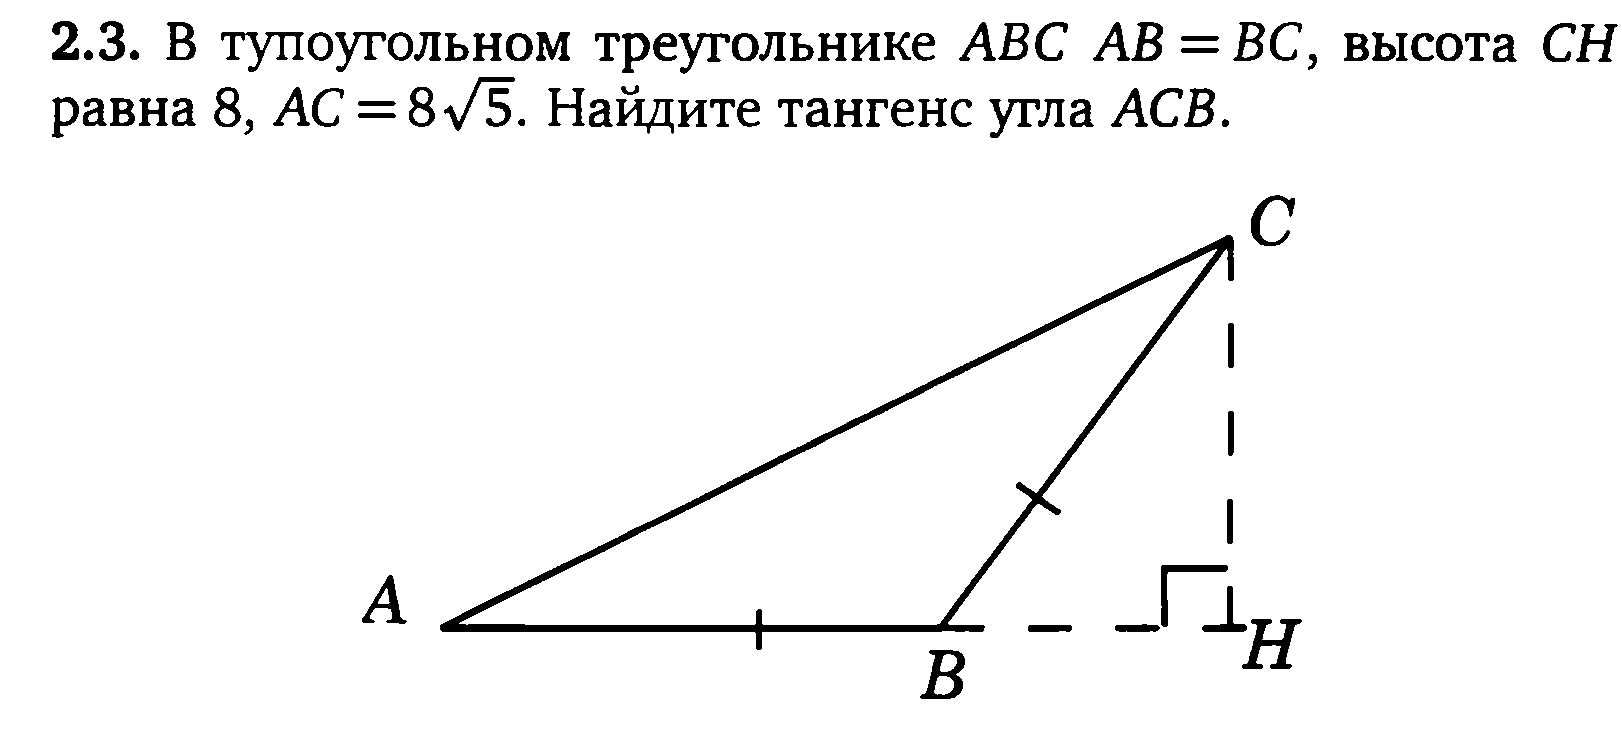 2.3. В тупоугольном треугольнике ABC AB = BC, высота CH
равна 8, AC = 8√5. Найдите тангенс угла ACB.
C
A
B
H